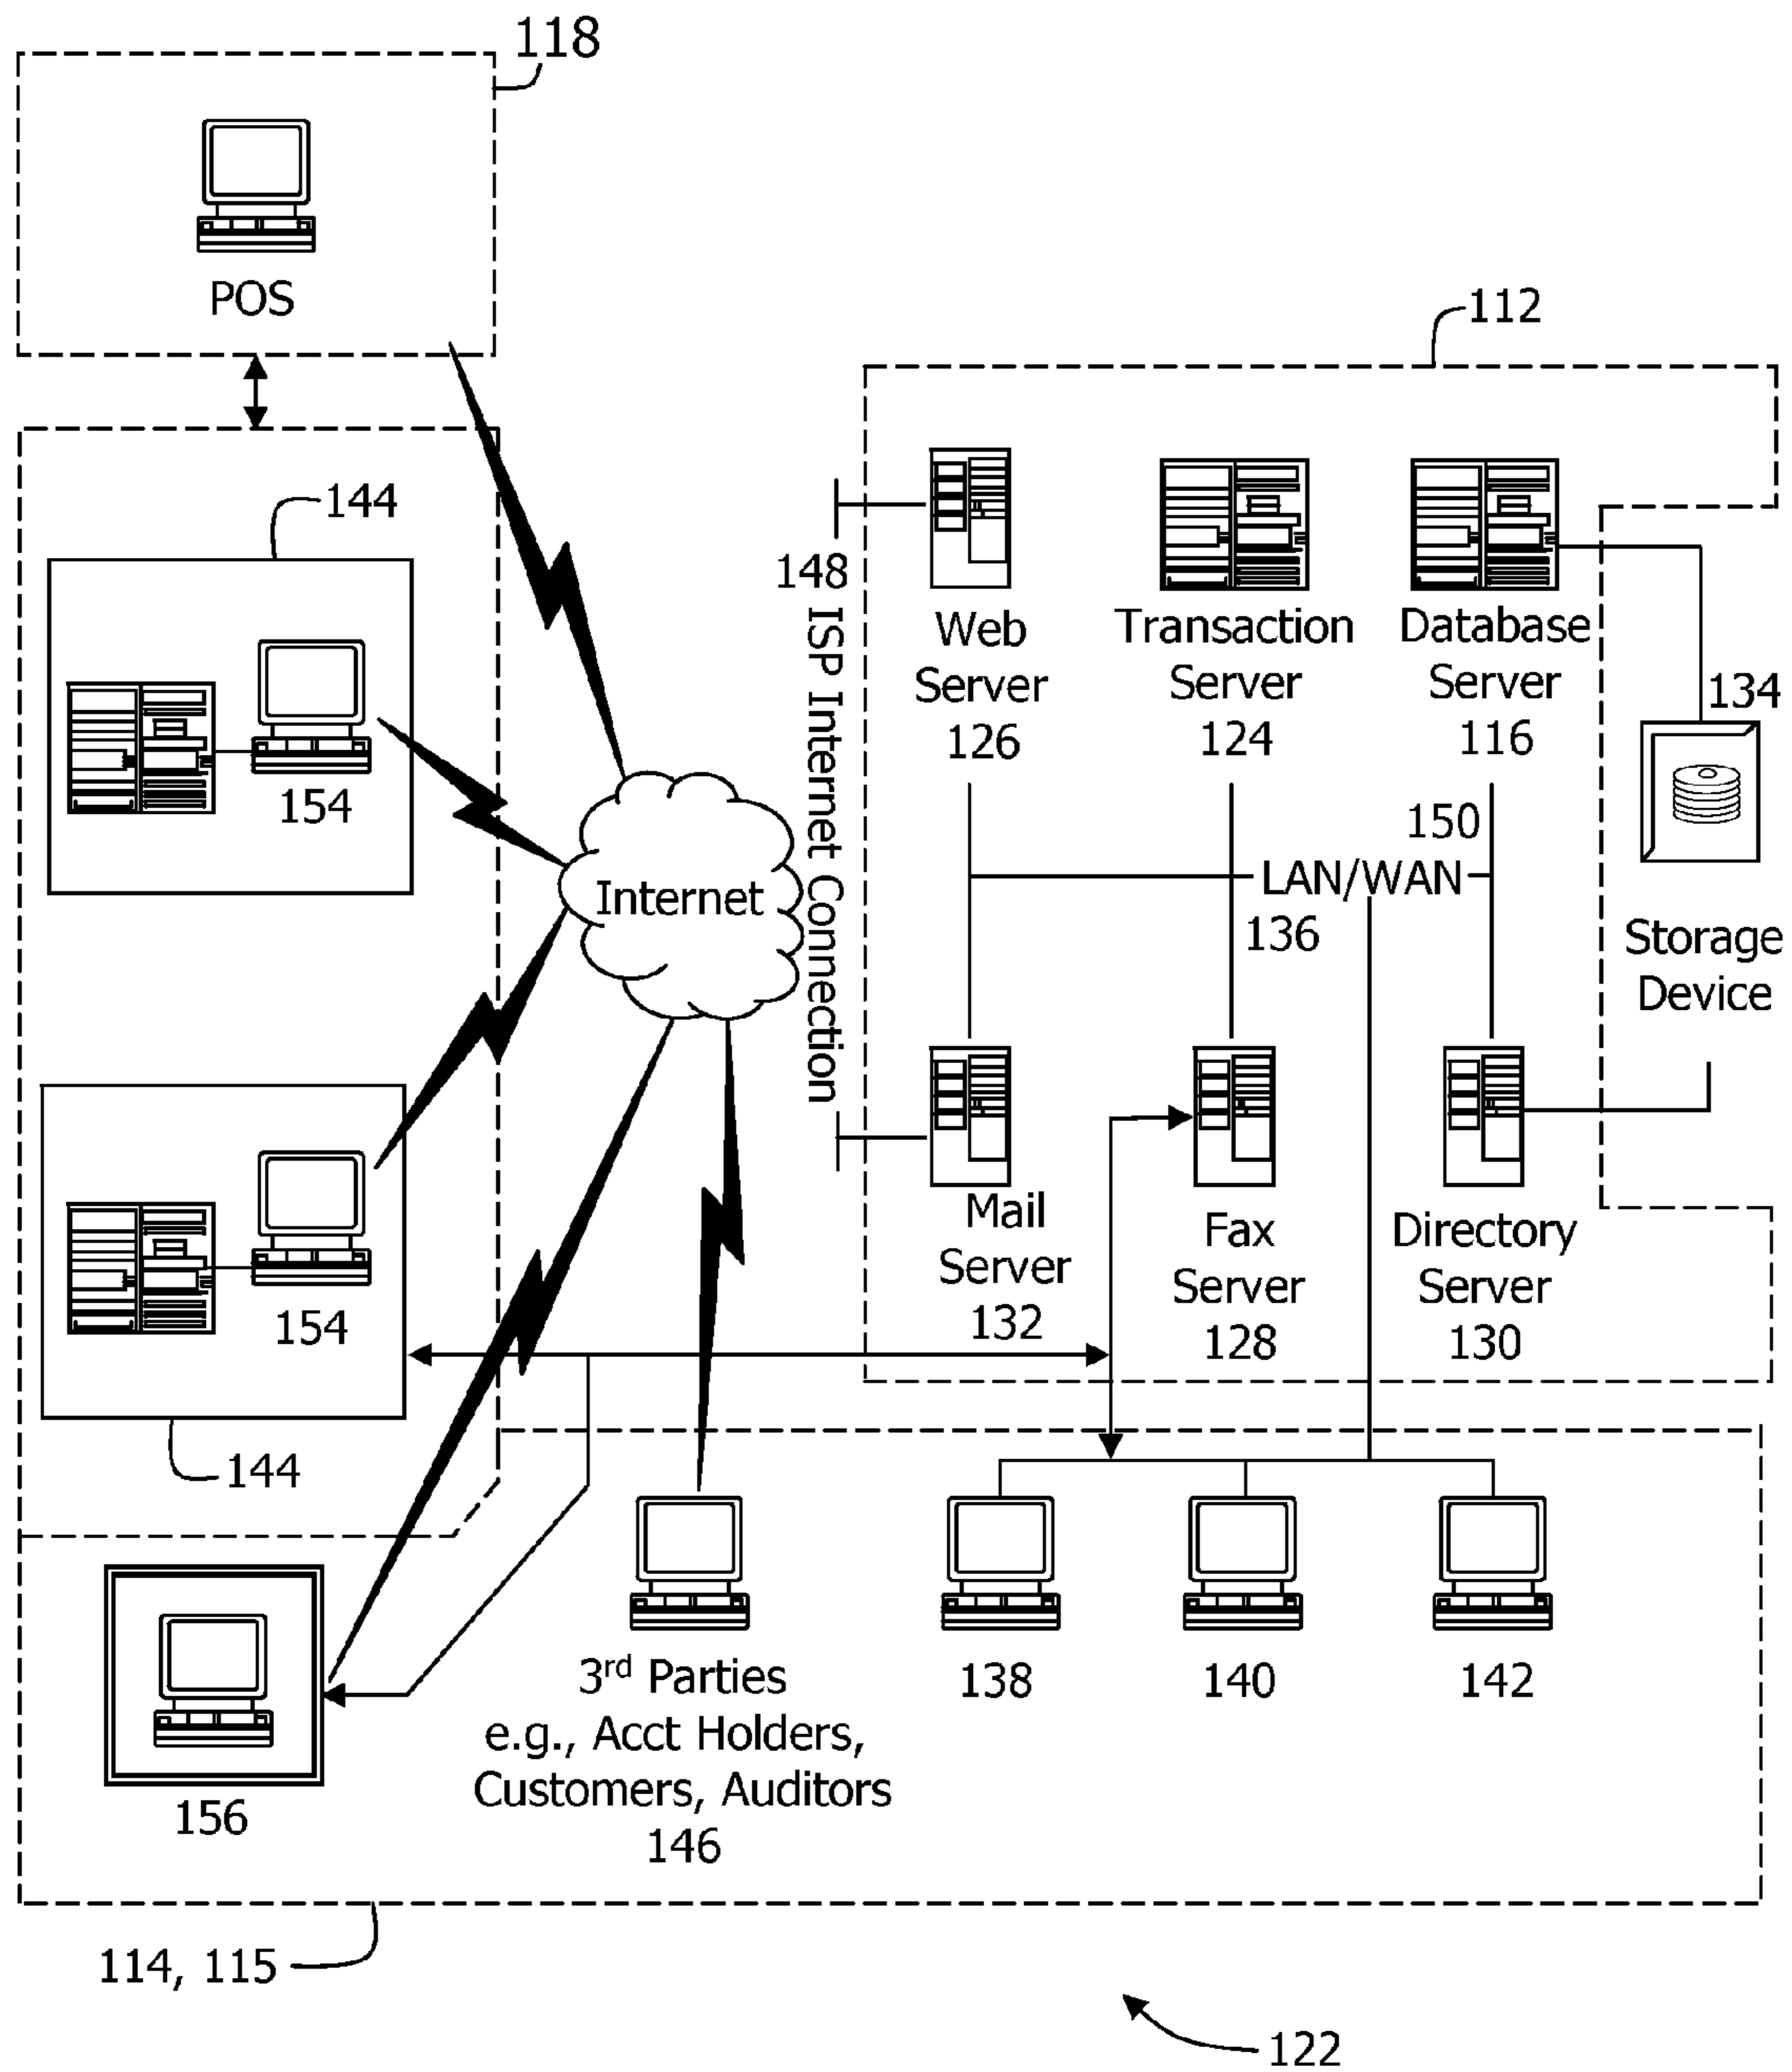 118
POS
112
144
148
ISP Internet Connection
Web
Server
126
Transaction
Server
124
Database
Server
116
134
154
150
LAN/WAN
136
Internet
Storage
Device
154
144
Mail
Server
132
Fax
Server
128
Directory
Server
130
156
3rd Parties
e.g., Acct Holders,
Customers, Auditors
146
138
140
142
114, 115
122